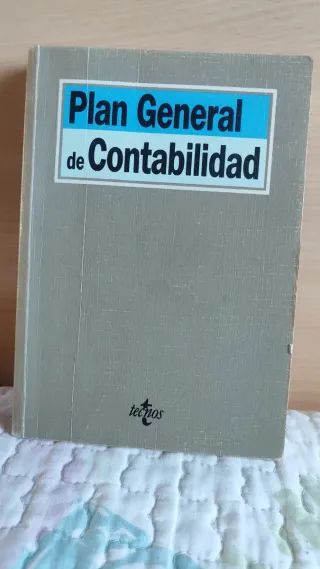 Plan General
de Contabilidad
tecnos